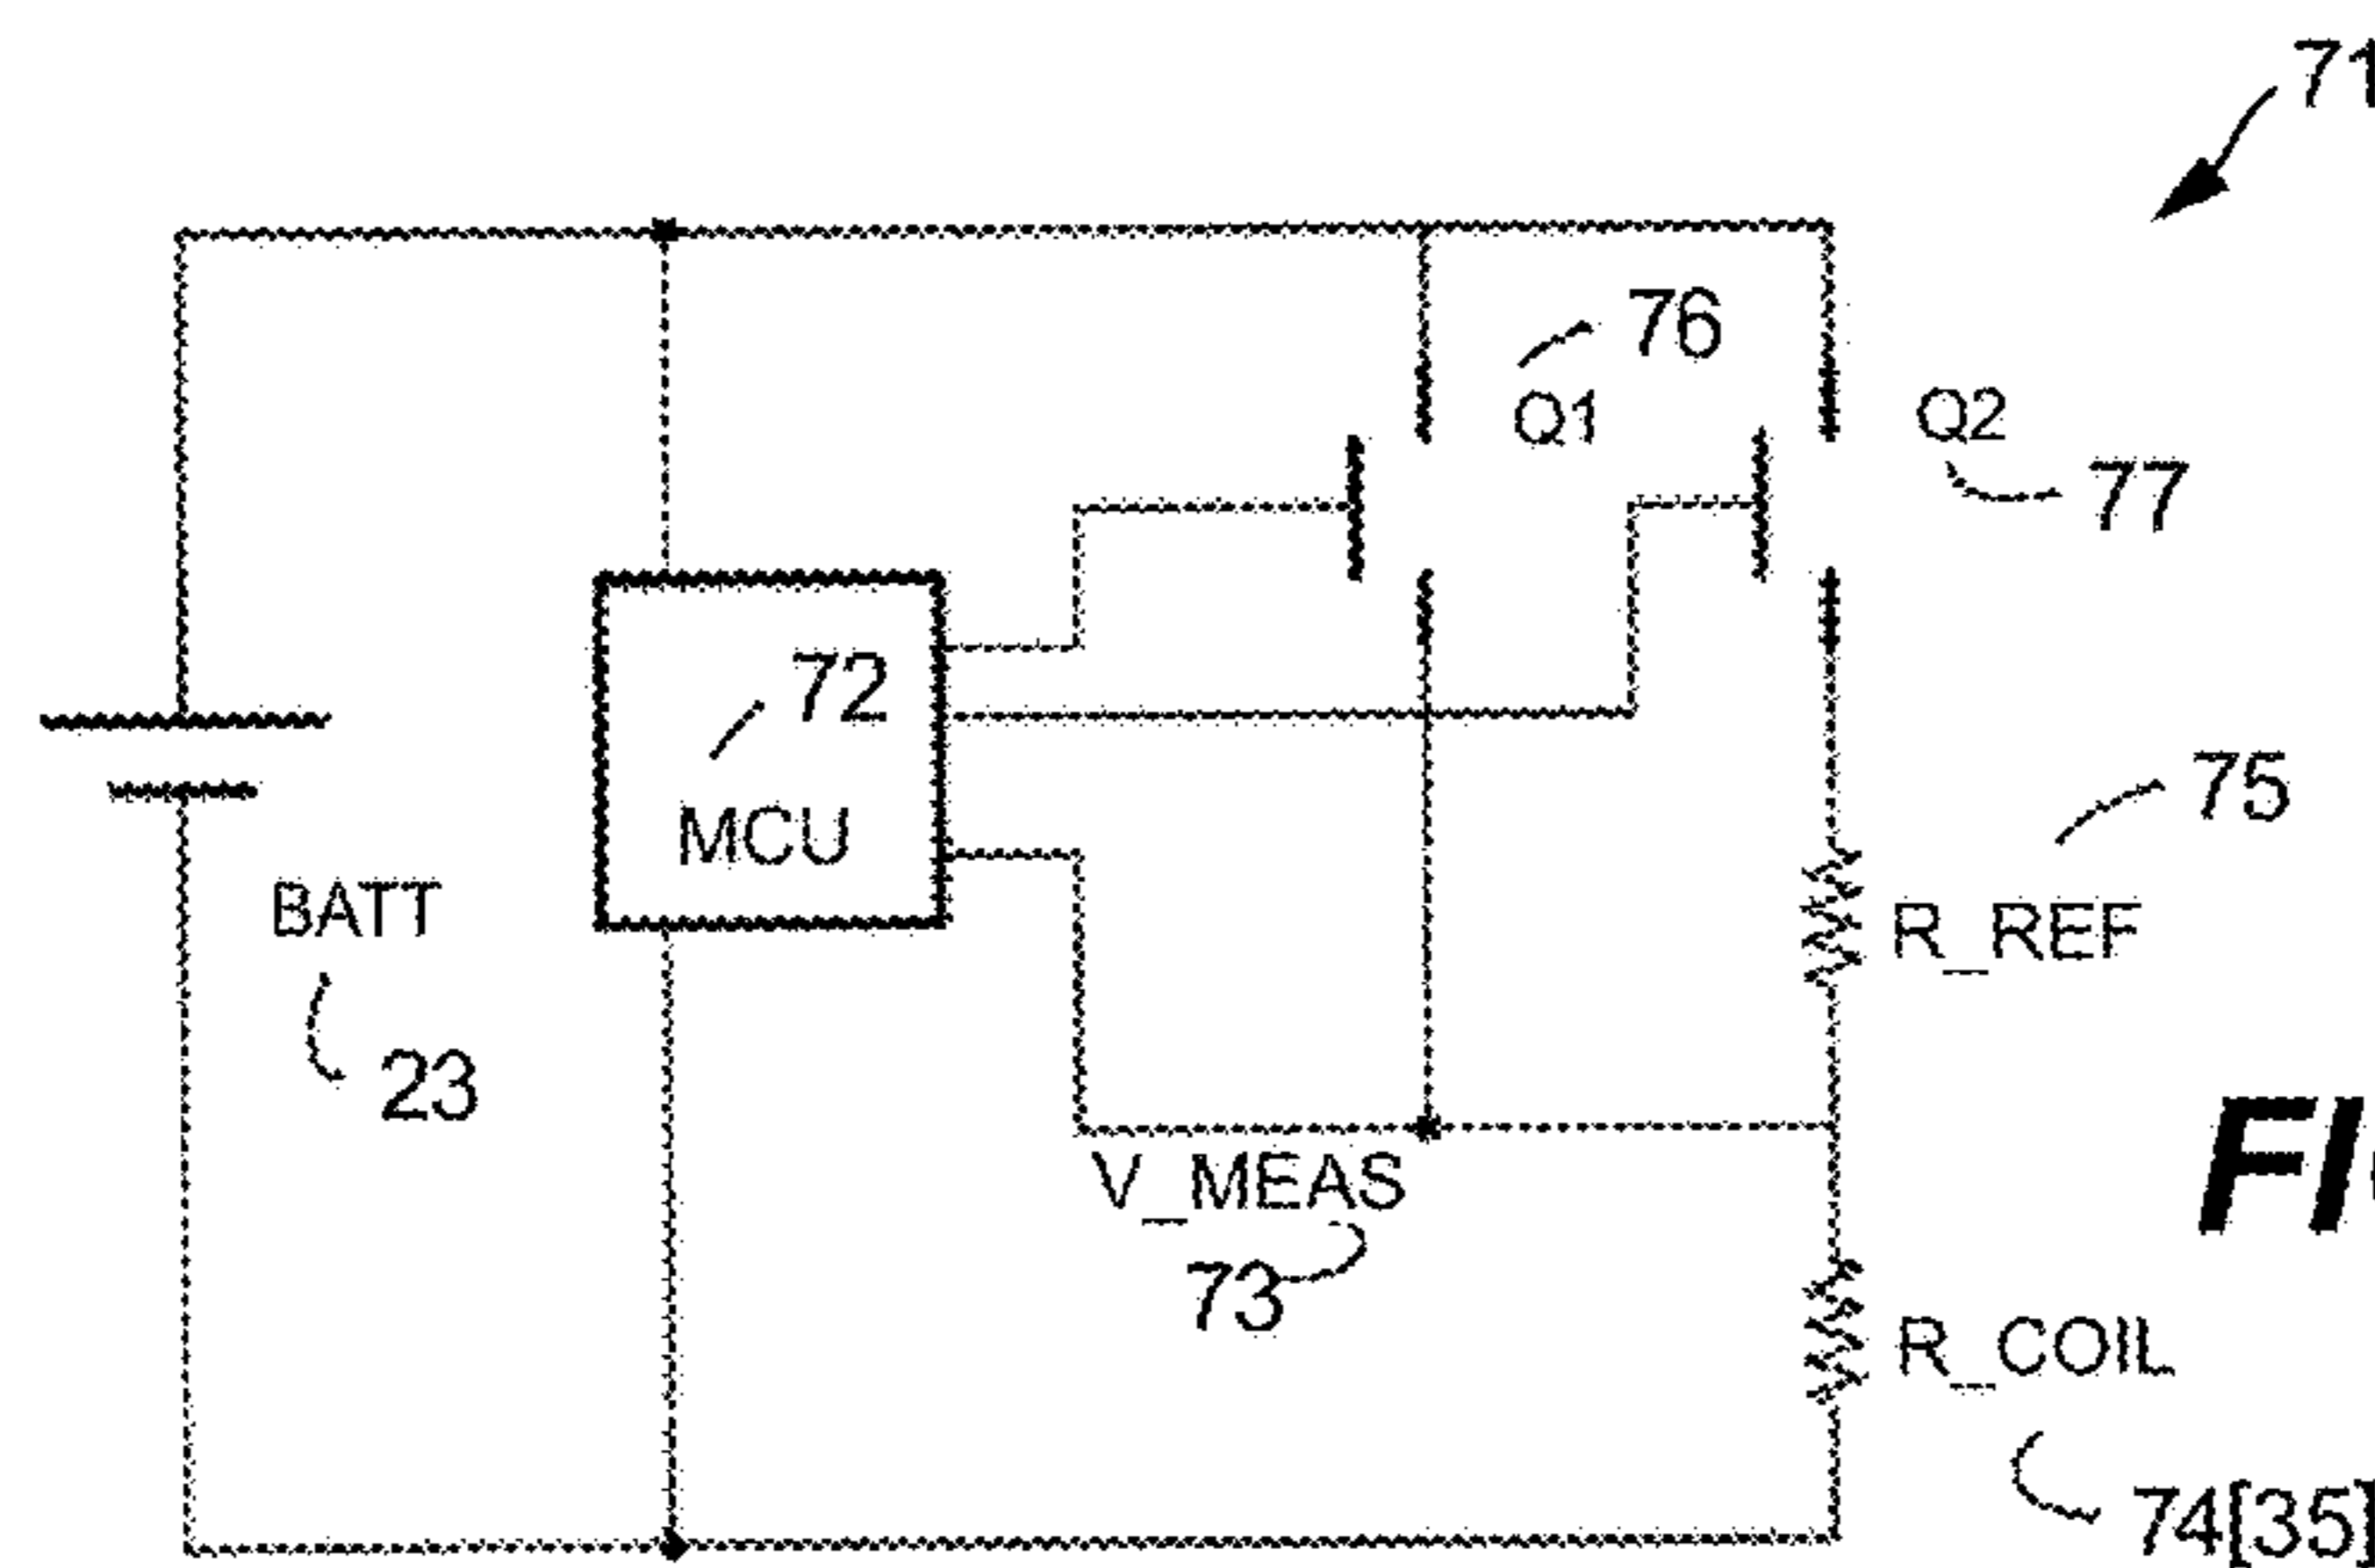 71
76
Q1
Q2
77
72
MCU
75
R_REF
BATT
23
V_MEAS
73
R_COIL
74[35]